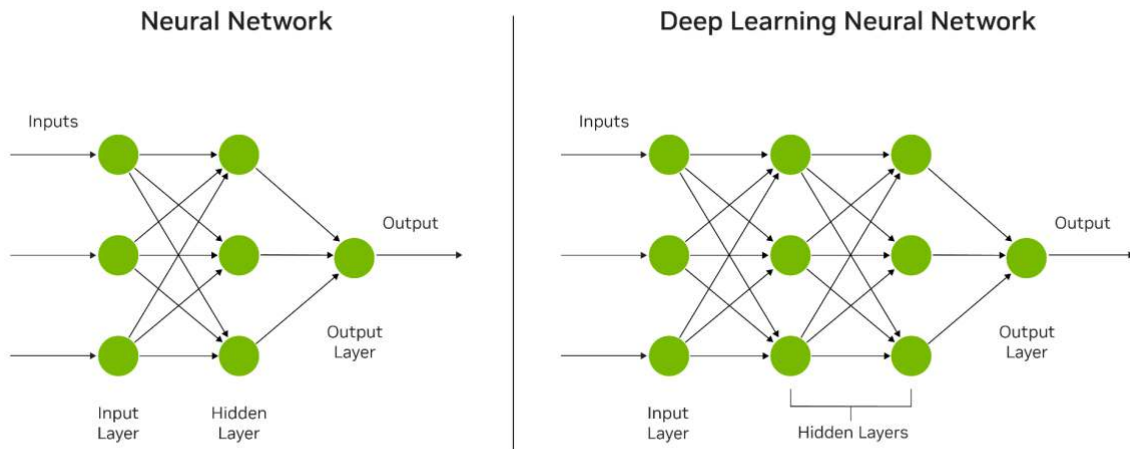 Neural Network
Inputs
Output
Output
Layer
Input
Layer
Hidden
Layer
Deep Learning Neural Network
Inputs
Output
Output
Layer
Input
Layer
Hidden Layers